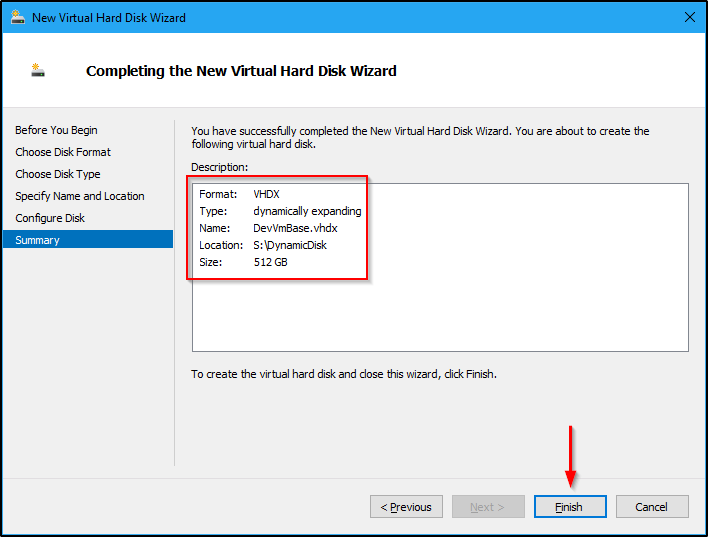 New Virtual Hard Disk Wizard
Completing the New Virtual Hard Disk Wizard
Before You Begin
Choose Disk Format
Choose Disk Type
Specify Name and Location
Configure Disk
Summary
You have successfully completed the New Virtual Hard Disk Wizard. You are about to create the
following virtual hard disk.
Description:
Format: VHDX
Type: dynamically expanding
Name: DevVmBase.vhdx
Location: S:\DynamicDisk
Size: 512 GB
To create the virtual hard disk and close this wizard, click Finish.
< Previous Next > Finish Cancel